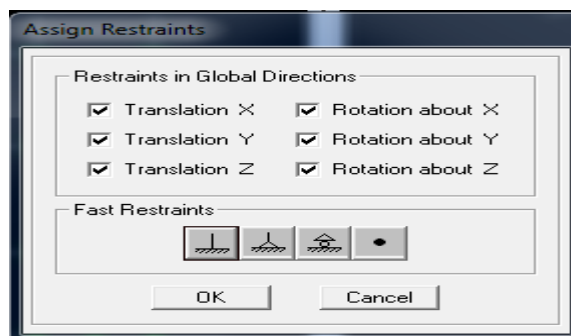 Assign Restraints
Restraints in Global Directions
Translation X Rotation about X
Translation Y Rotation about Y
Translation Z Rotation about Z
Fast Restraints
OK Cancel